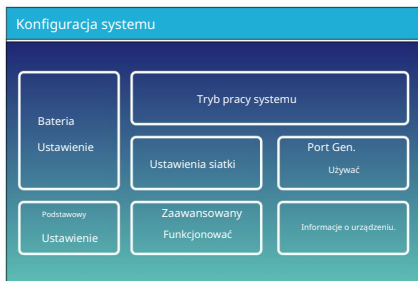 Konfiguracja systemu
Bateria
Ustawienie
Tryb pracy systemu
Ustawienia siatki
Port Gen.
Używać
Podstawowy
Ustawienie
Zaawansowany
Funkcjonować
Informacje o urządzeniu.